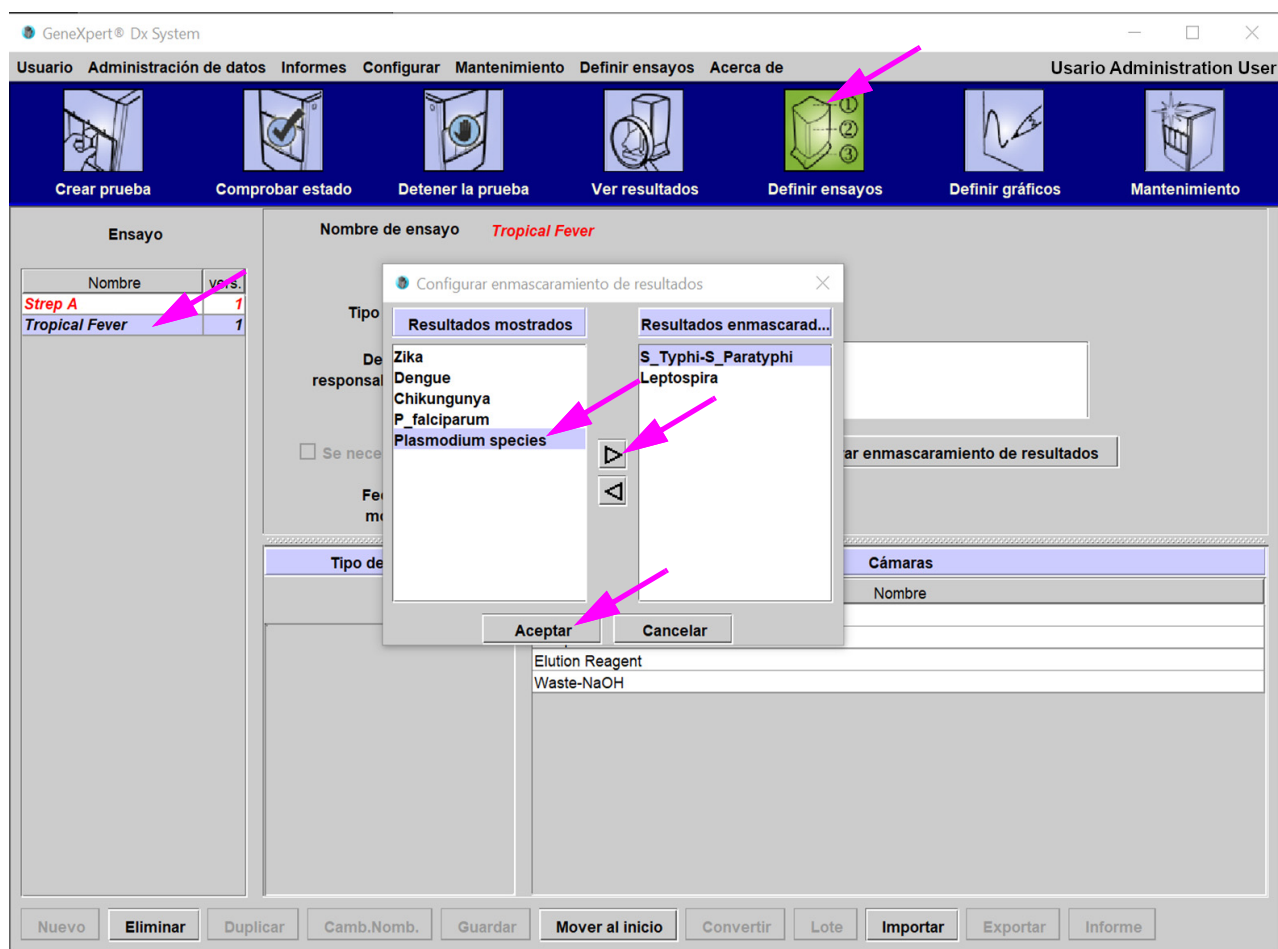 GeneXpert® Dx System
Usuario Administración de datos Informes Configurar Mantenimiento Definir ensayos Acerca de Usario Administration User
① ② ③
Crear prueba Comprobar estado Detener la prueba Ver resultados Definir ensayos Definir gráficos Mantenimiento
Ensayo
Nombre vers.
Strep A 1
Tropical Fever 1
Nombre de ensayo Tropical Fever
Tipo
De
responsal
Se nece
Fe
mo
ar enmascaramiento de resultados
Configurar enmascaramiento de resultados
Resultados mostrados
Zika
Dengue
Chikungunya
P_falciparum
Plasmodium species
Resultados enmascarad...
S_Typhi-S_Paratyphi
Leptospira
Aceptar Cancelar
Tipo de
Cámaras
Nombre
Elution Reagent
Waste-NaOH
Nuevo Eliminar Duplicar Camb.Nomb. Guardar Mover al inicio Convertir Lote Importar Exportar Informe